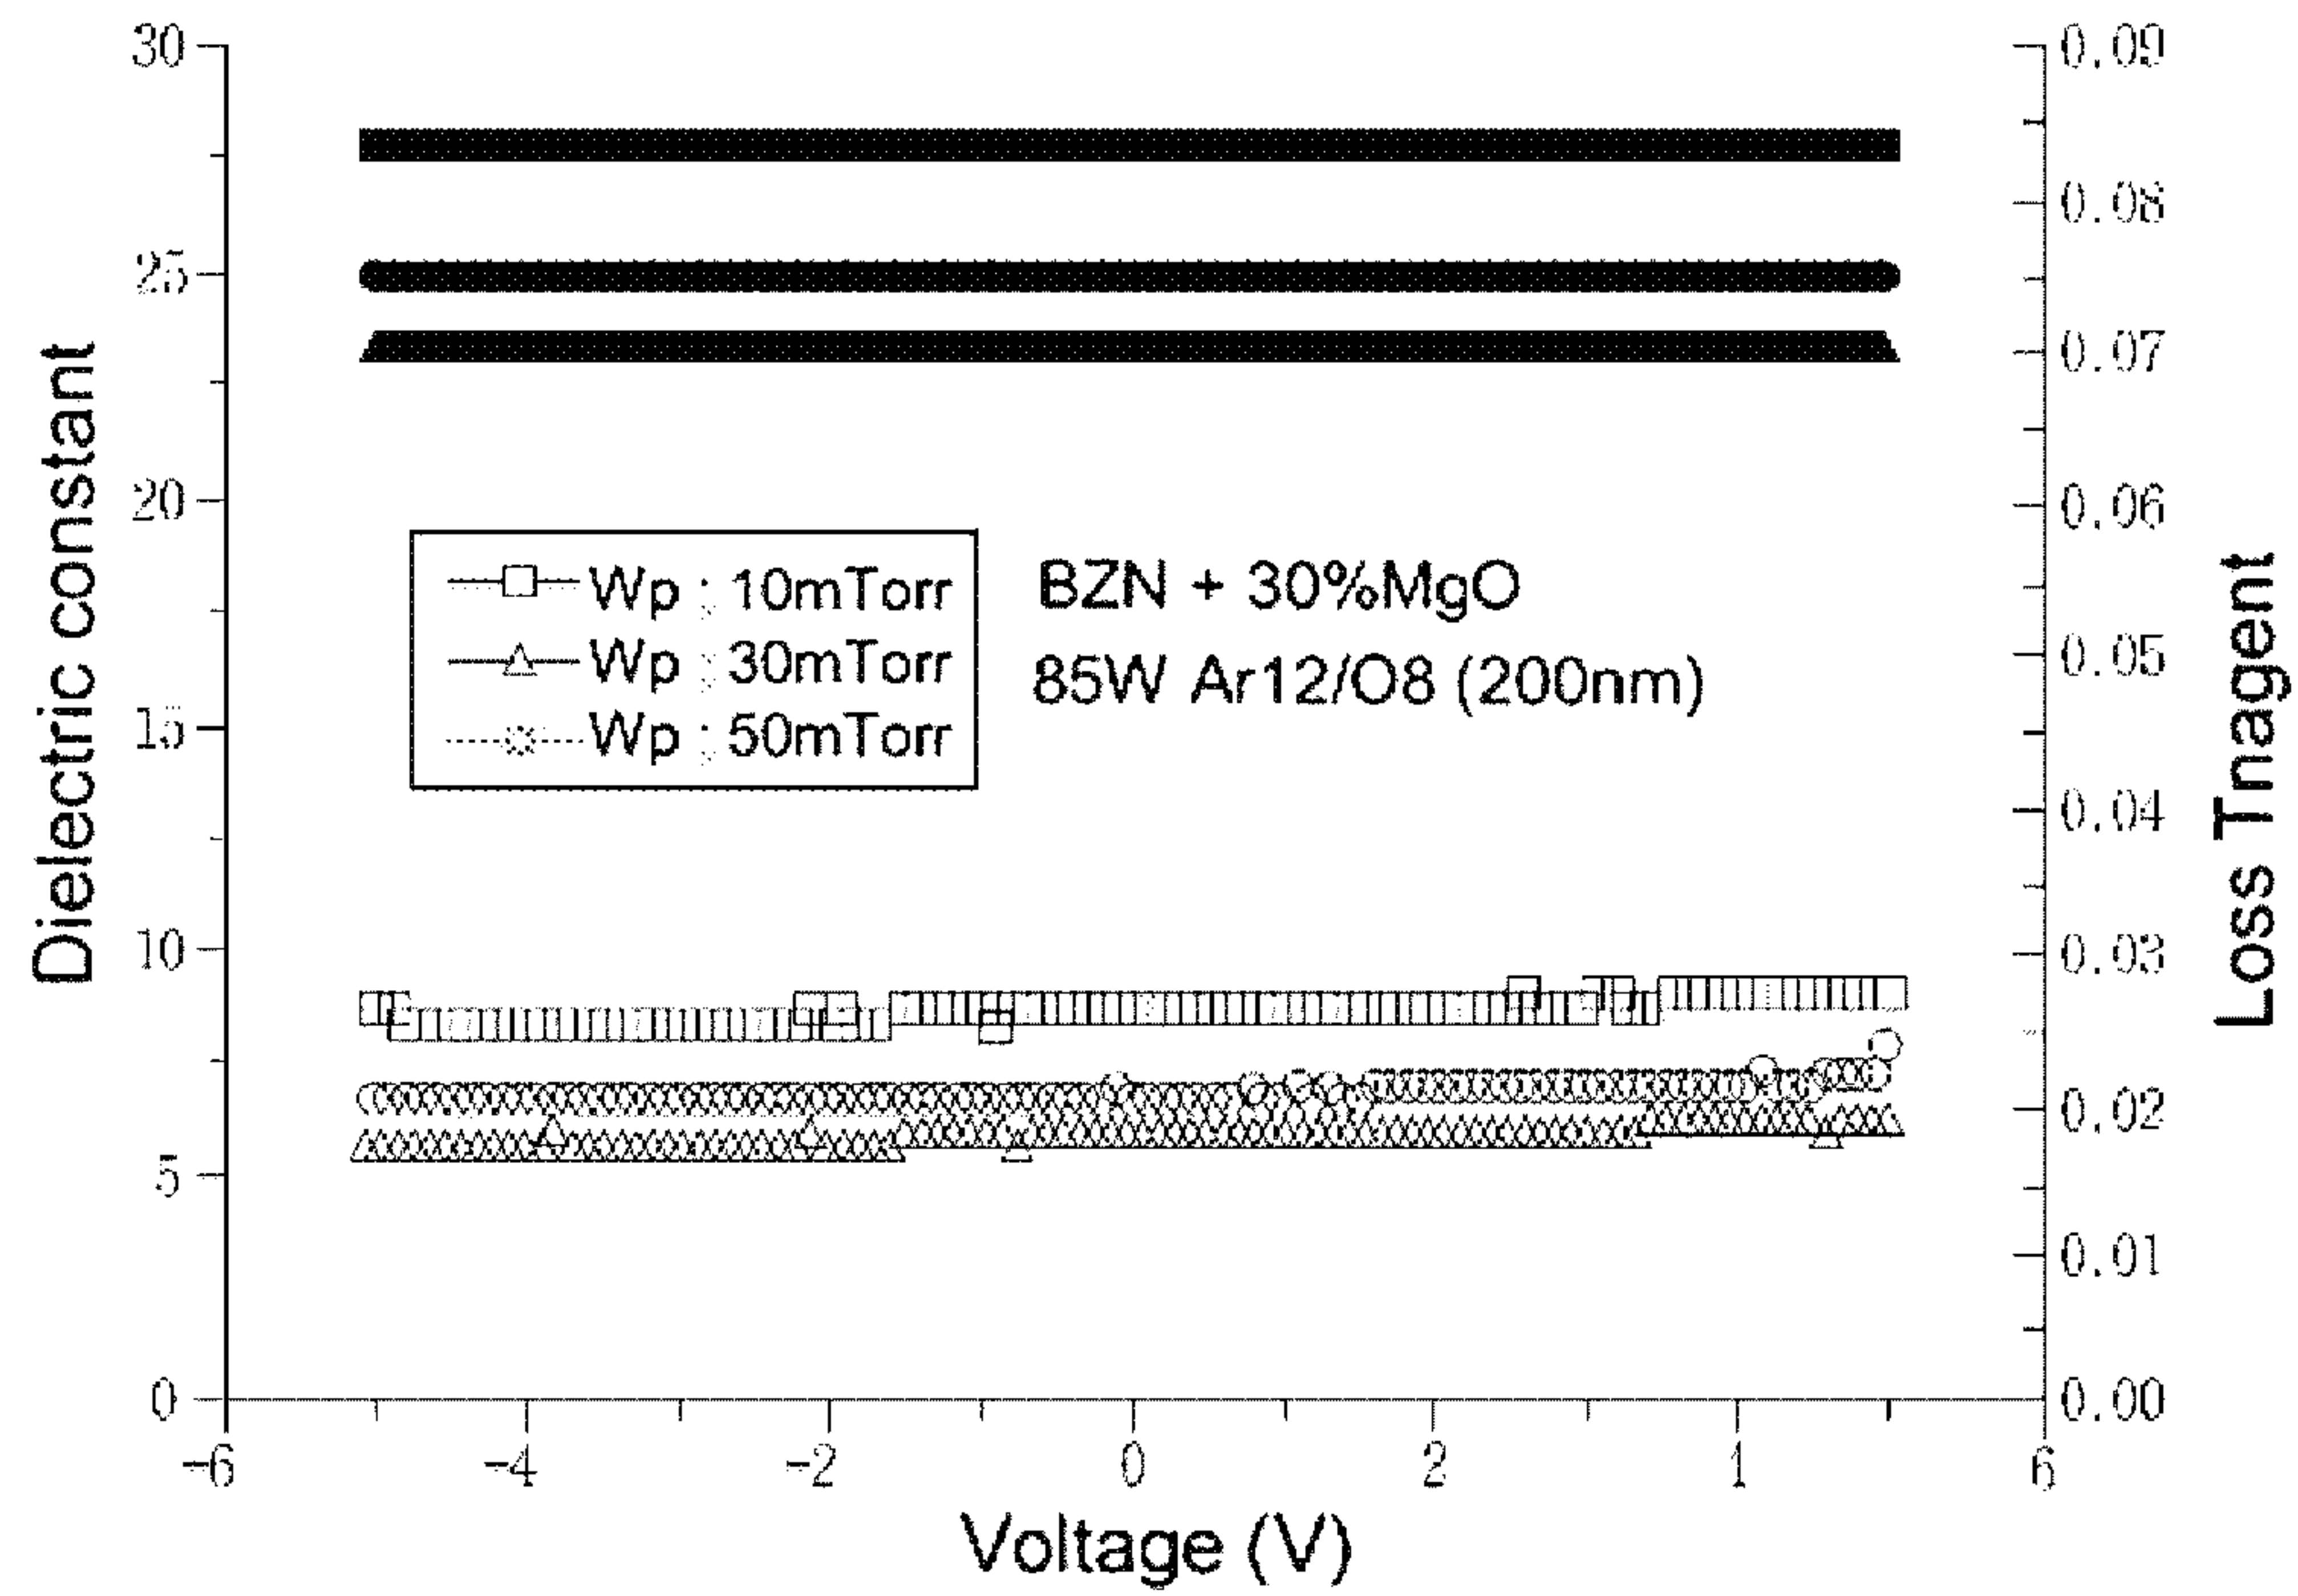 Dielectric constant
30
25
20
15
10
5
0
Wp : 10mTorr
Wp : 30mTorr
Wp : 50mTorr
BZN + 30%MgO
85W Ar12/O8 (200nm)
0.09
0.08
0.07
0.06
0.05
0.04
0.03
0.02
0.01
0.00
Loss Tnagent
-6 -4 -2 0 2 1 6
Voltage (V)